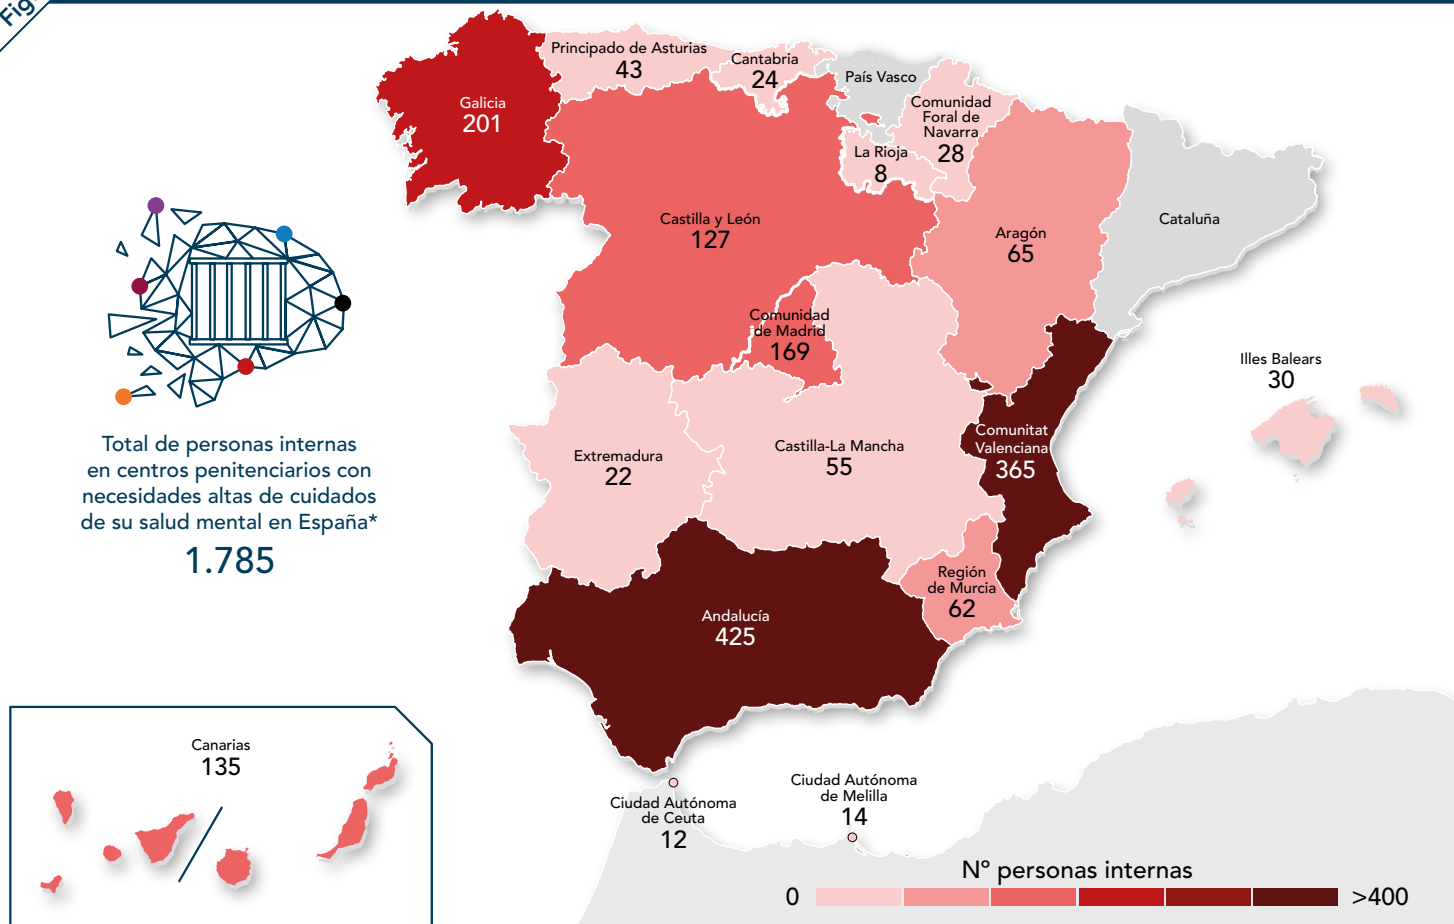 Principado de Asturias
43
Cantabria
24
País Vasco
Galicia
201
Comunidad
Foral de
Navarra
28
La Rioja
8
Castilla y León
127
Aragón
65
Cataluña
Comunidad
de Madrid
169
Illes Balears
30
Total de personas internas
en centros penitenciarios con
necesidades altas de cuidados
de su salud mental en España*
1.785
Extremadura
22
Castilla-La Mancha
55
Comunitat
Valenciana
365
Región
de Murcia
62
Andalucía
425
Canarias
135
Ciudad Autónoma
de Ceuta
12
Ciudad Autónoma
de Melilla
14
Nº personas internas
0
>400